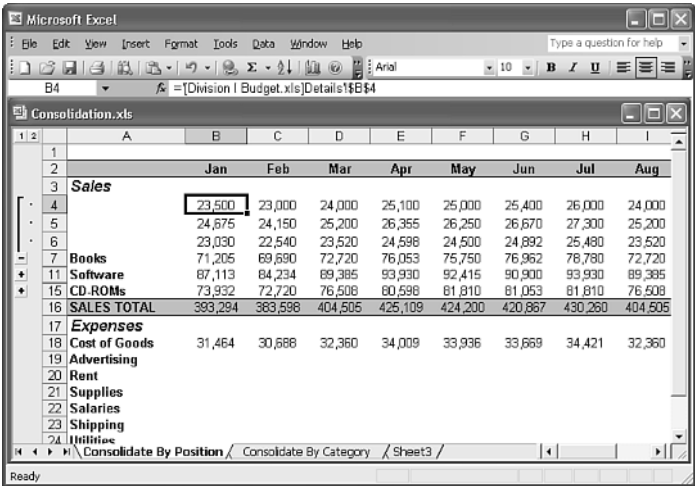 Microsoft Excel
File Edit View Insert Format Tools Data Window Help Type a question for help
Arial 10 B I U
B4 fx ='[Division I Budget.xls]Details'!$B$4
Consolidation.xls
1 2 A B C D E F G H I
1
2 Jan Feb Mar Apr May Jun Jul Aug
3 Sales
4 23,500 23,000 24,000 25,100 25,000 25,400 26,000 24,000
5 24,675 24,150 25,200 26,355 26,250 26,670 27,300 25,200
6 23,030 22,540 23,520 24,598 24,500 24,892 25,480 23,520
7 Books 71,205 69,690 72,720 76,053 75,750 76,962 78,780 72,720
11 Software 87,113 84,234 89,385 93,930 92,415 90,900 93,930 89,385
15 CD-ROMs 73,932 72,720 76,508 80,598 81,810 81,053 81,810 76,508
16 SALES TOTAL 393,294 383,598 404,505 425,109 424,200 420,867 430,260 404,505
17 Expenses
18 Cost of Goods 31,464 30,688 32,360 34,009 33,936 33,669 34,421 32,360
19 Advertising
20 Rent
21 Supplies
22 Salaries
23 Shipping
24 Utilities
Consolidate By Position Consolidate By Category Sheet3
Ready